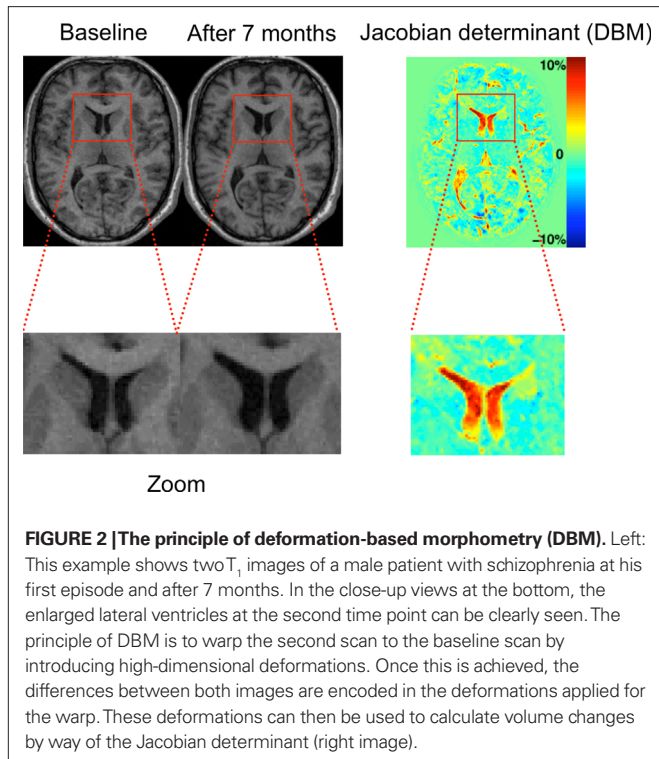 Baseline After 7 months Jacobian determinant (DBM)
10%
0
–10%
Zoom
FIGURE 2 | The principle of deformation-based morphometry (DBM). Left:
This example shows two T₁ images of a male patient with schizophrenia at his
first episode and after 7 months. In the close-up views at the bottom, the
enlarged lateral ventricles at the second time point can be clearly seen. The
principle of DBM is to warp the second scan to the baseline scan by
introducing high-dimensional deformations. Once this is achieved, the
differences between both images are encoded in the deformations applied for
the warp. These deformations can then be used to calculate volume changes
by way of the Jacobian determinant (right image).